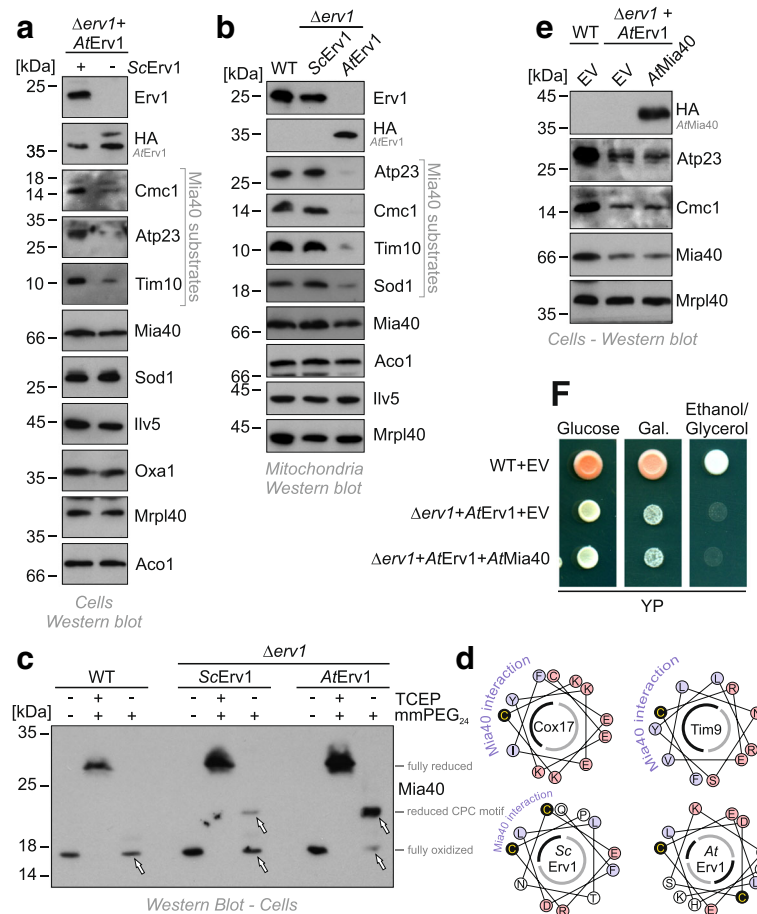 a
Δerv1+
AtErv1
[kDa] + - ScErv1
25 Erv1
35 HA
AtErv1
18
14 Cmc1
35
25 Atp23
10 Tim10
Mia40 substrates
66 Mia40
25 Sod1
45 Ilv5
35 Oxa1
35 Mrpl40
66 Aco1
Cells
Western blot
b
Δerv1
[kDa] WT ScErv1 AtErv1
25 Erv1
35 HA
AtErv1
25 Atp23
14 Cmc1
10 Tim10
18 Sod1
Mia40 substrates
66 Mia40
66 Aco1
45 Ilv5
45 Mrpl40
Mitochondria
Western blot
e
WT Δerv1 +
AtErv1
[kDa] EV EV AtMia40
45
35 HA
AtMia40
25 Atp23
14 Cmc1
66 Mia40
35 Mrpl40
Cells - Western blot
F
Glucose Gal. Ethanol/
Glycerol
WT+EV
Δerv1+AtErv1+EV
Δerv1+AtErv1+AtMia40
YP
c
Δerv1
WT ScErv1 AtErv1
- + - - + - - + - TCEP
- + + - + + - + + mmPEG24
[kDa]
35
25
18
14
fully reduced
Mia40
reduced CPC motif
fully oxidized
Western Blot - Cells
d
Mia40 interaction
F C K K Y C E E I E K K
Cox17
Mia40 interaction
L L R C N Y R V E F S
Tim9
Mia40 interaction
C Q P L L C E F N D R T
Sc
Erv1
K E D L L S K H E C
At
Erv1